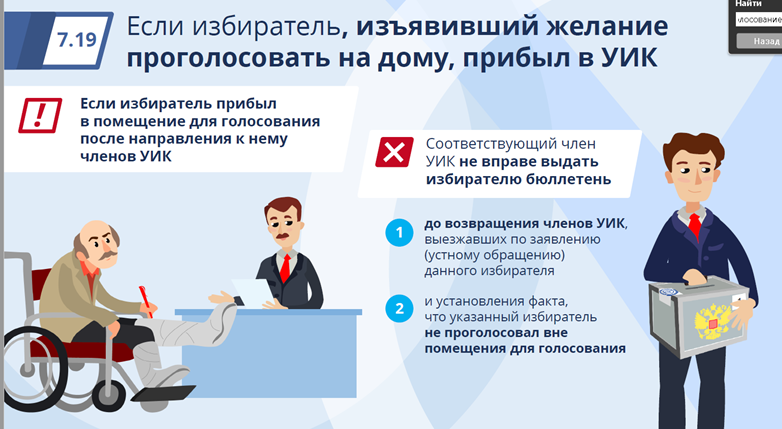 Найти
лосование
Назад
7.19
Если избиратель, изъявивший желание
проголосовать на дому, прибыл в УИК
Если избиратель прибыл
в помещение для голосования
после направления к нему
членов УИК
Соответствующий член
УИК не вправе выдать
избирателю бюллетень
1
до возвращения членов УИК,
выезжавших по заявлению
(устному обращению)
данного избирателя
2
и установления факта,
что указанный избиратель
не проголосовал вне
помещения для голосования